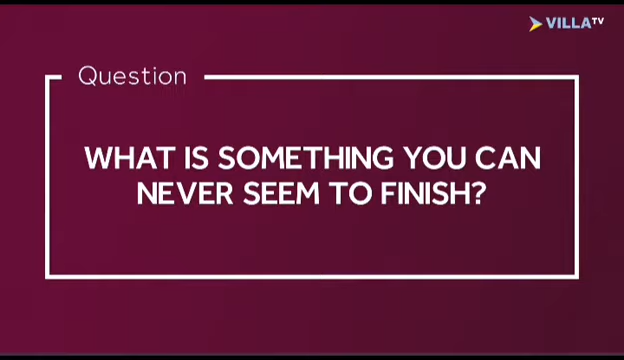 VILLA TV
Question
WHAT IS SOMETHING YOU CAN
NEVER SEEM TO FINISH?